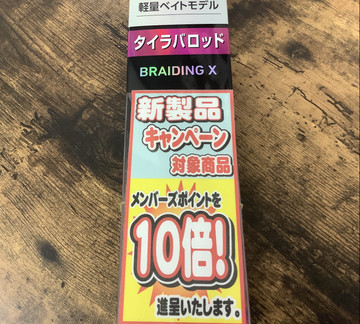 軽量ベイトモデル
タイラバロッド
BRAIDING X
新製品
キャンペーン
対象商品
メンバーズポイントを
10倍!
進呈いたします。